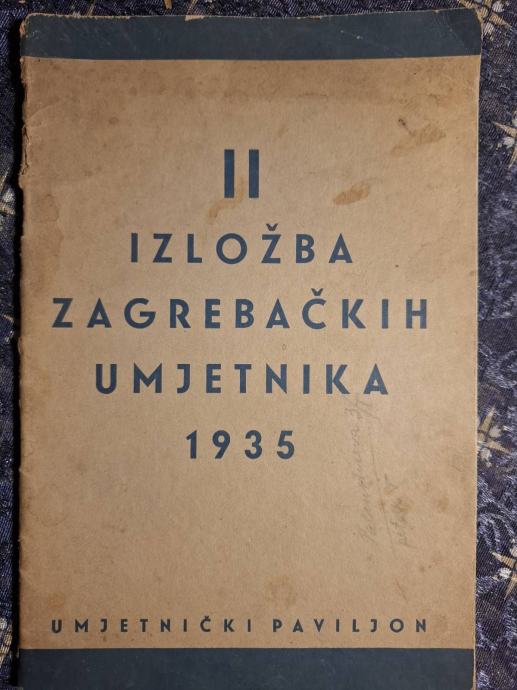 II
IZLOŽBA
ZAGREBAČKIH
UMJETNIKA
1935
UMJETNIČKI PAVILJON